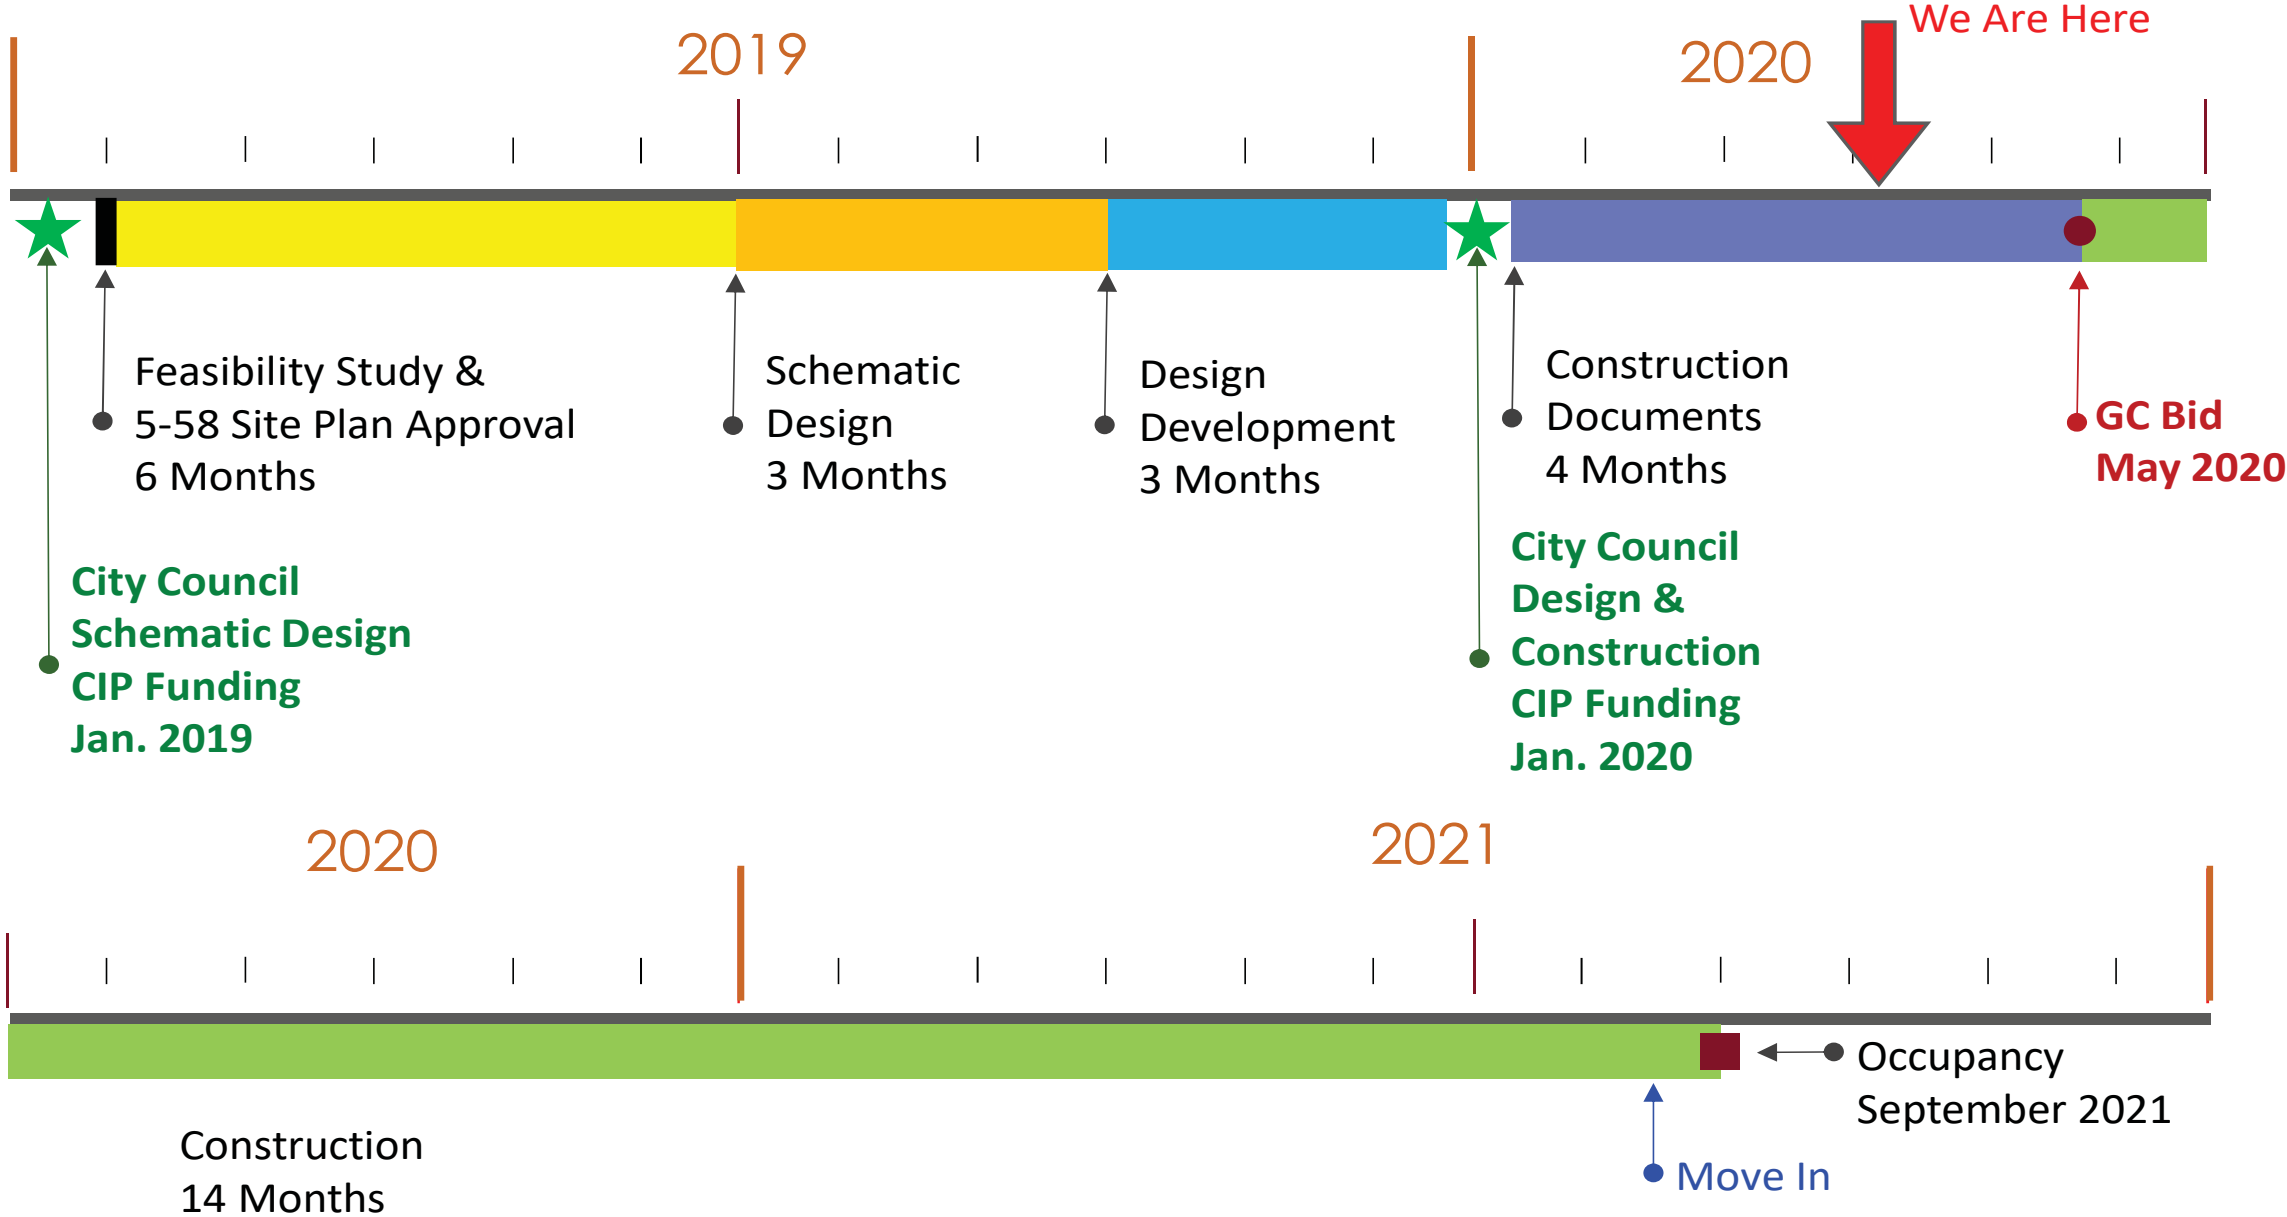 We Are Here
2019
2020
Feasibility Study &
5-58 Site Plan Approval
6 Months
Schematic
Design
3 Months
Design
Development
3 Months
Construction
Documents
4 Months
GC Bid
May 2020
City Council
Schematic Design
CIP Funding
Jan. 2019
City Council
Design &
Construction
CIP Funding
Jan. 2020
2020
2021
Occupancy
September 2021
Construction
14 Months
Move In